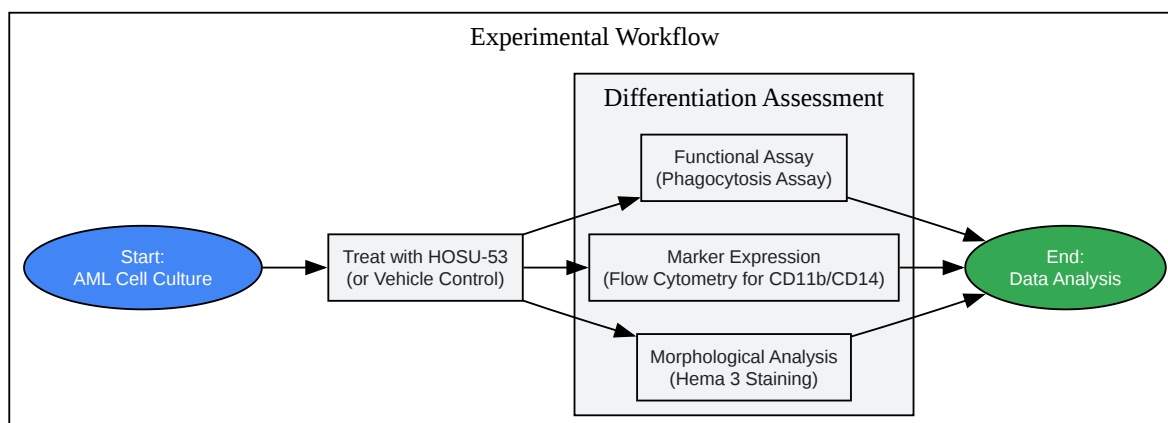 Experimental Workflow
Differentiation Assessment
Start:
AML Cell Culture
Treat with HOSU-53
(or Vehicle Control)
Functional Assay
(Phagocytosis Assay)
Marker Expression
(Flow Cytometry for CD11b/CD14)
Morphological Analysis
(Hema 3 Staining)
End:
Data Analysis